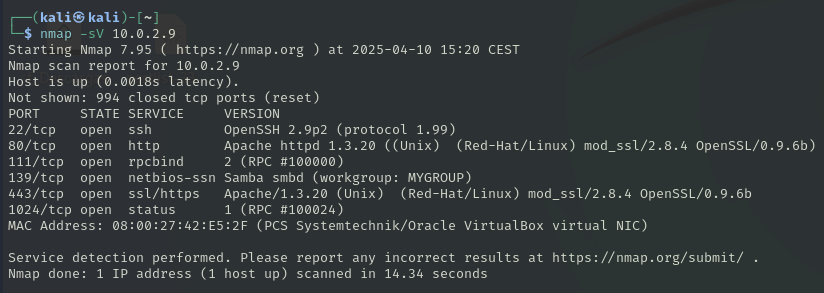 ┌──(kali㉿kali)-[~]
└─$ nmap -sV 10.0.2.9
Starting Nmap 7.95 ( https://nmap.org ) at 2025-04-10 15:20 CEST
Nmap scan report for 10.0.2.9
Host is up (0.0018s latency).
Not shown: 994 closed tcp ports (reset)
PORT     STATE SERVICE     VERSION
22/tcp   open  ssh         OpenSSH 2.9p2 (protocol 1.99)
80/tcp   open  http        Apache httpd 1.3.20 ((Unix)  (Red-Hat/Linux) mod_ssl/2.8.4 OpenSSL/0.9.6b)
111/tcp  open  rpcbind     2 (RPC #100000)
139/tcp  open  netbios-ssn Samba smbd (workgroup: MYGROUP)
443/tcp  open  ssl/https   Apache/1.3.20 (Unix)  (Red-Hat/Linux) mod_ssl/2.8.4 OpenSSL/0.9.6b
1024/tcp open  status      1 (RPC #100024)
MAC Address: 08:00:27:42:E5:2F (PCS Systemtechnik/Oracle VirtualBox virtual NIC)

Service detection performed. Please report any incorrect results at https://nmap.org/submit/ .
Nmap done: 1 IP address (1 host up) scanned in 14.34 seconds